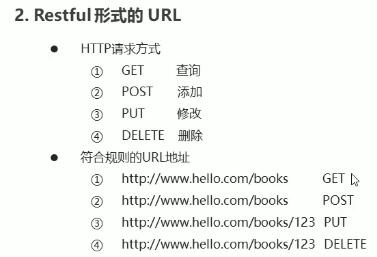 2. Restful形式的 URL
● HTTP请求方式
① GET 查询
② POST 添加
③ PUT 修改
④ DELETE 删除
● 符合规则的URL地址
① http://www.hello.com/books GET
② http://www.hello.com/books POST
③ http://www.hello.com/books/123 PUT
④ http://www.hello.com/books/123 DELETE